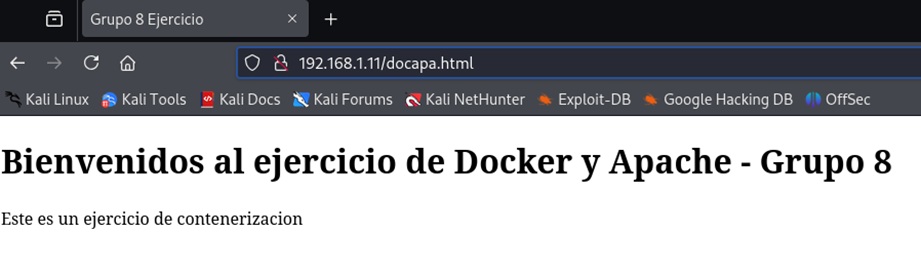 Grupo 8 Ejercicio
192.168.1.11/docapa.html
Kali Linux Kali Tools Kali Docs Kali Forums Kali NetHunter Exploit-DB Google Hacking DB OffSec
Bienvenidos al ejercicio de Docker y Apache - Grupo 8
Este es un ejercicio de contenerizacion